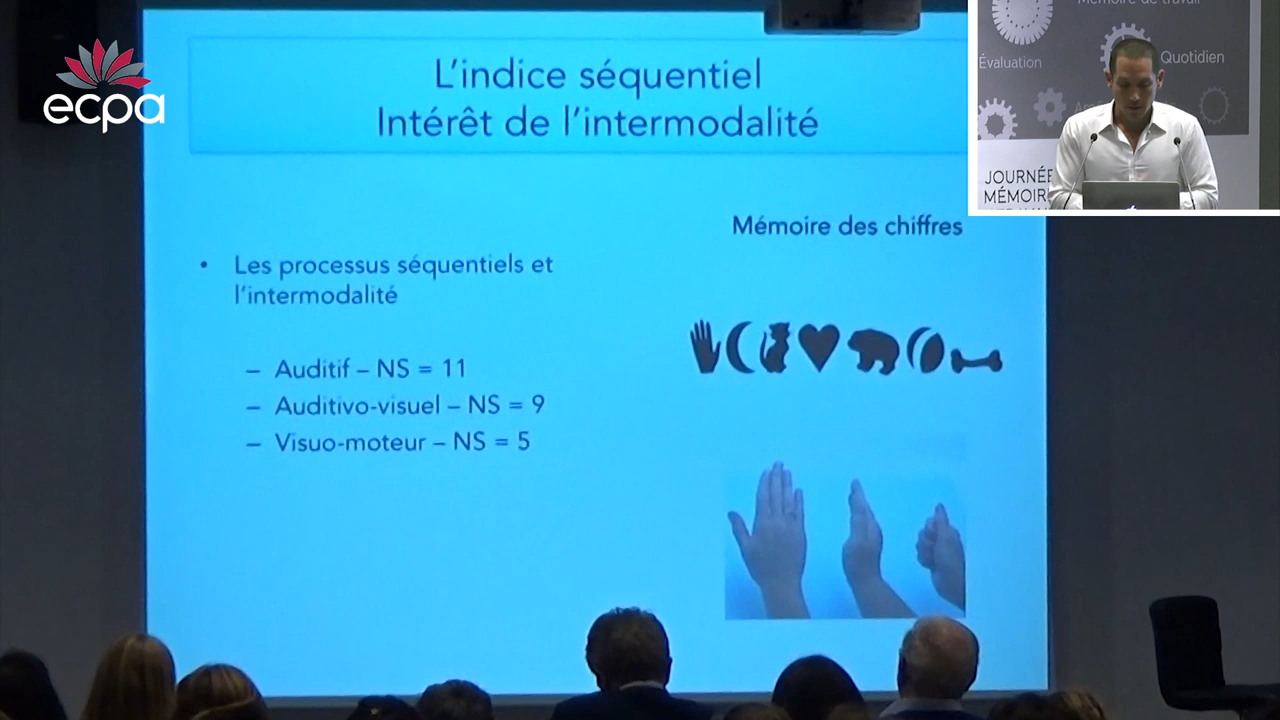 ecpa
L'indice séquentiel
Intérêt de l'intermodalité
Mémoire des chiffres
• Les processus séquentiels et
l'intermodalité
– Auditif – NS = 11
– Auditivo-visuel – NS = 9
– Visuo-moteur – NS = 5
Mémoire de travail
Évaluation
Quotidien
JOURNÉE
MÉMOIR